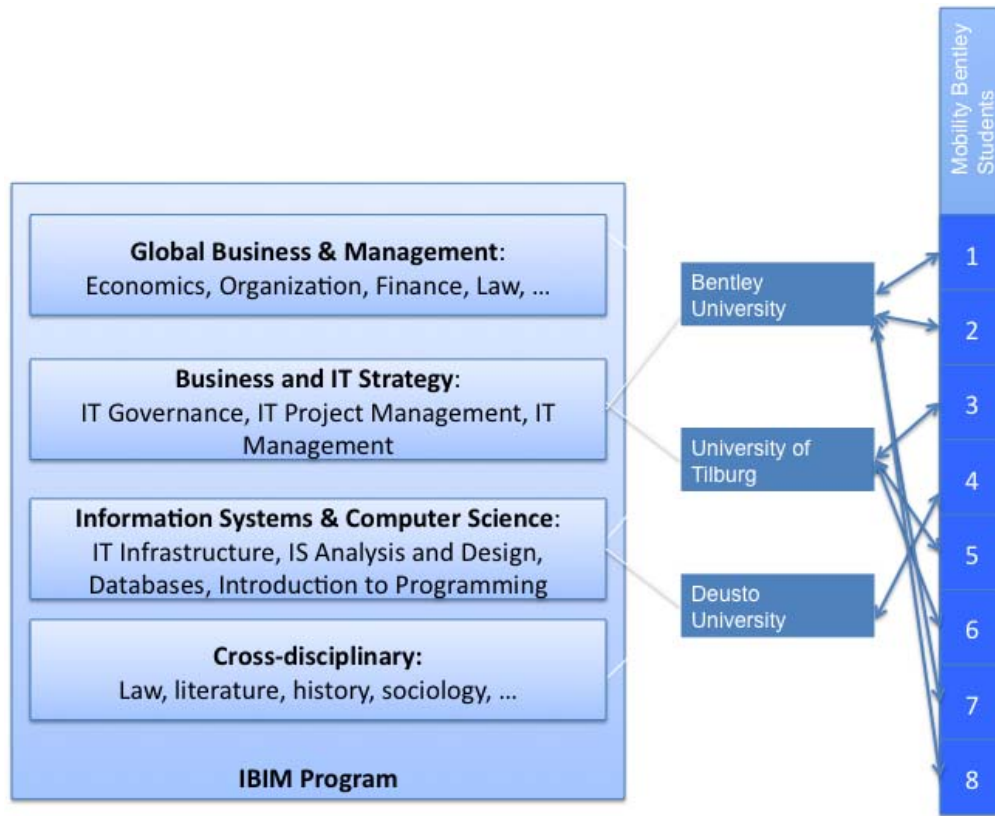 Mobility Bentley
Students
Global Business & Management:
Economics, Organization, Finance, Law, ...
Business and IT Strategy:
IT Governance, IT Project Management, IT
Management
Information Systems & Computer Science:
IT Infrastructure, IS Analysis and Design,
Databases, Introduction to Programming
Cross-disciplinary:
Law, literature, history, sociology, ...
IBIM Program
Bentley
University
University of
Tilburg
Deusto
University
1
2
3
4
5
6
7
8